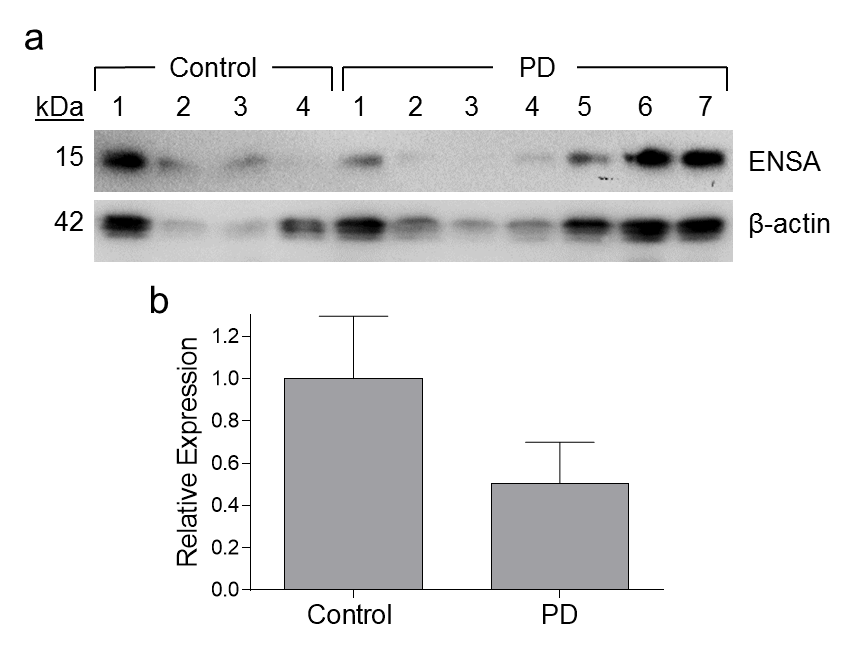 a
Control PD
kDa 1 2 3 4 1 2 3 4 5 6 7
15 ENSA
42 β-actin
b
Relative Expression
1.2
1.0
0.8
0.6
0.4
0.2
0.0
Control PD